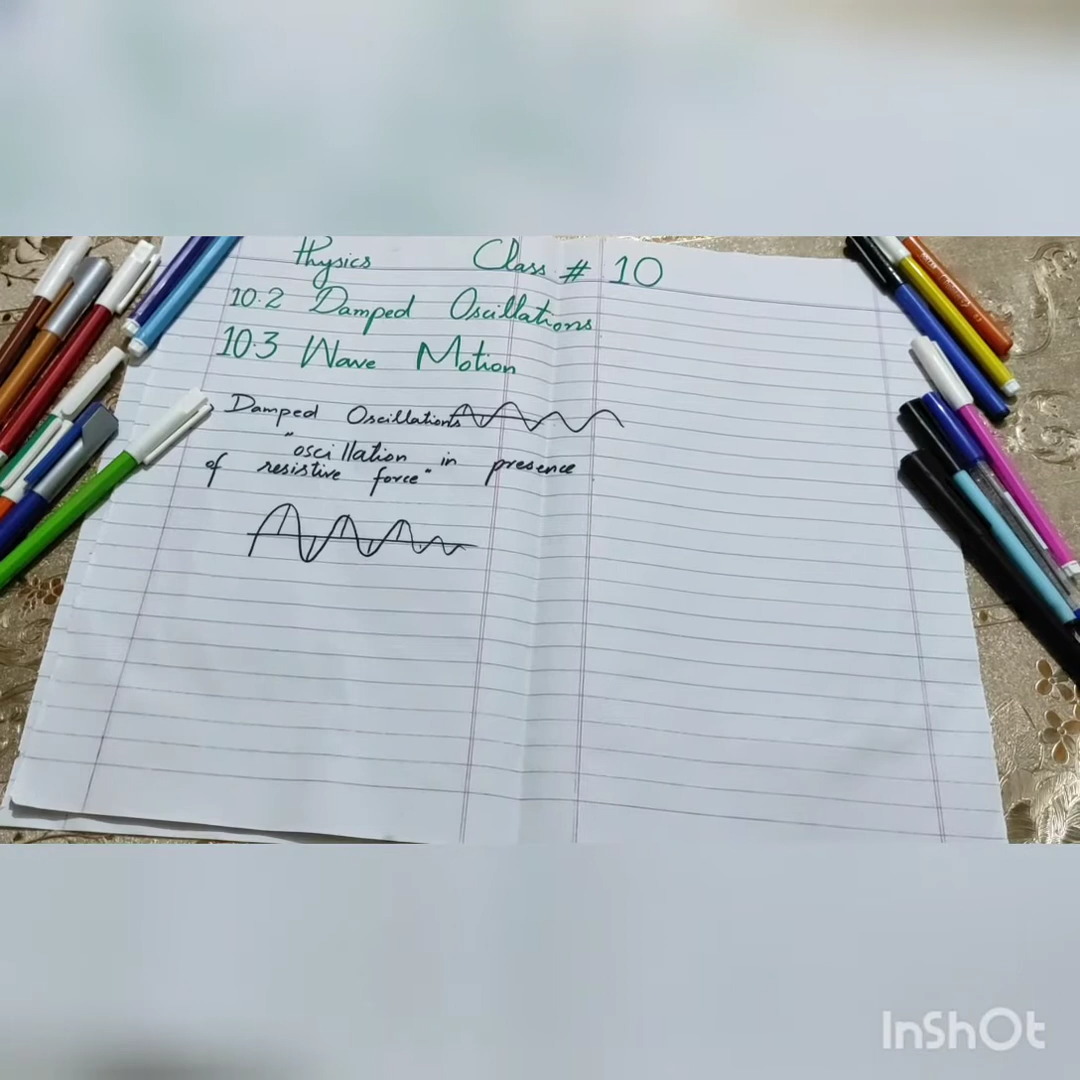 Physics Class # 10
10.2 Damped Oscillations
10.3 Wave Motion
Damped Oscillations
"oscillation in presence
of resistive force"
InShOt